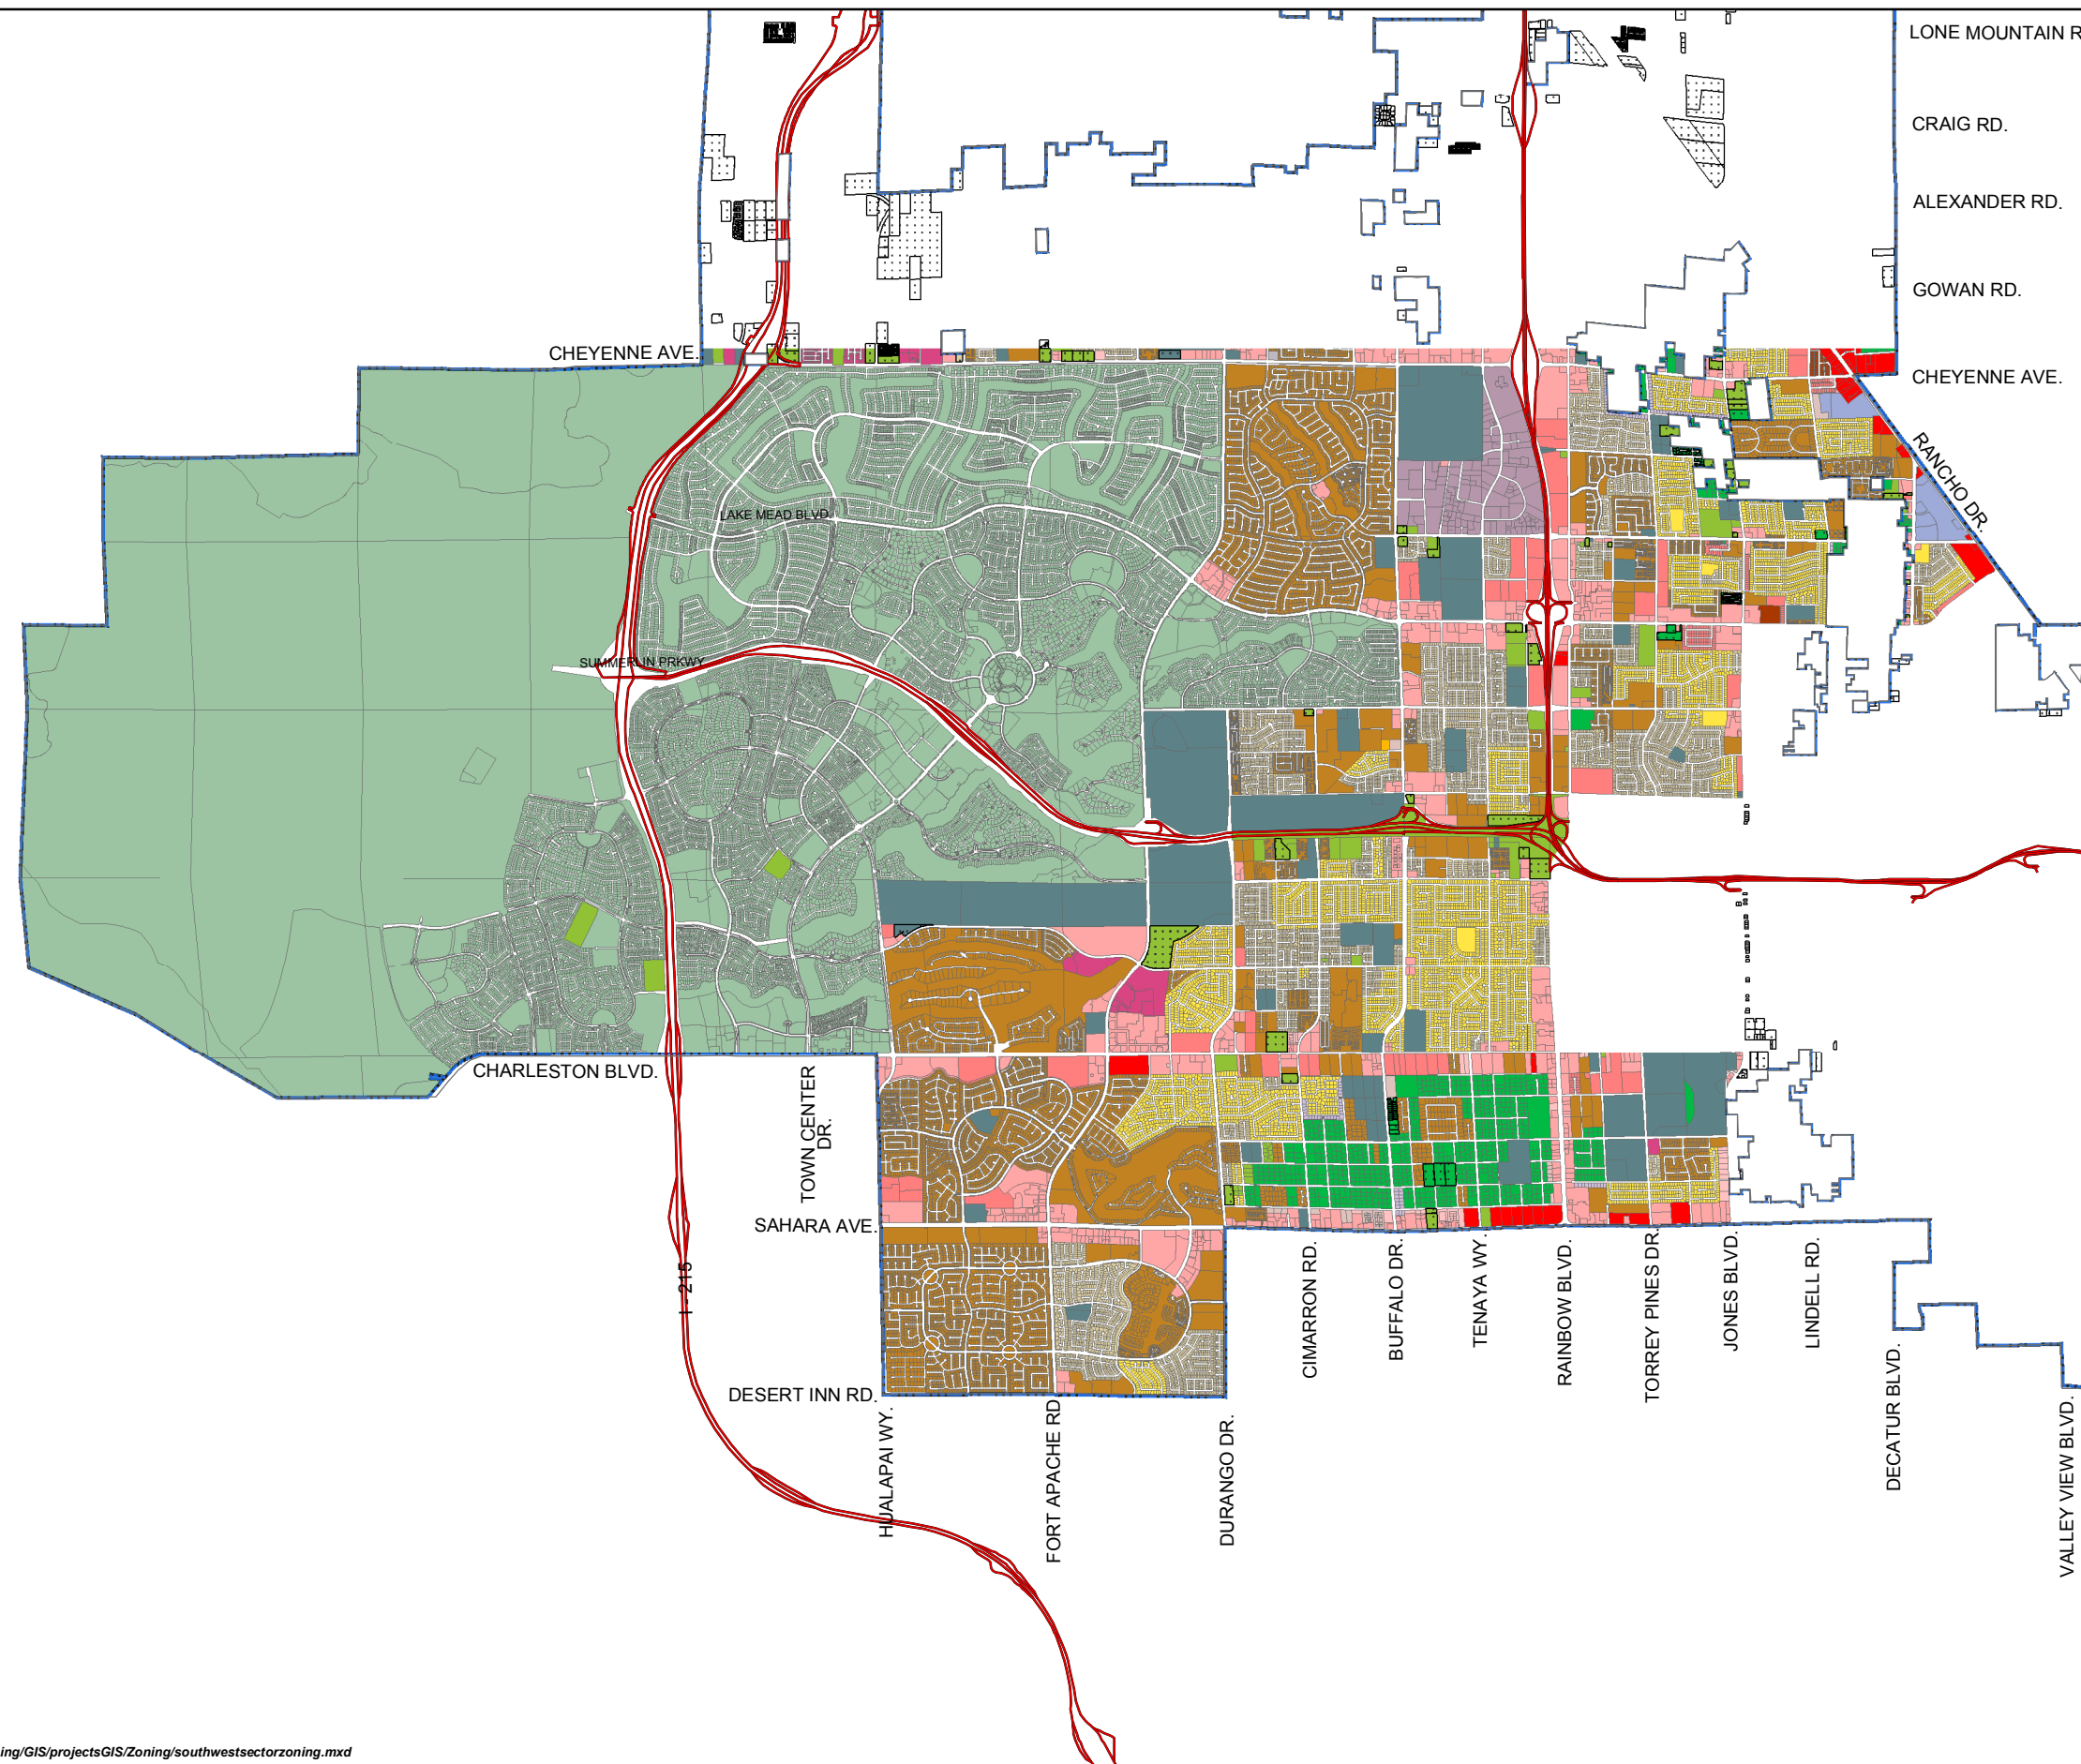 LONE MOUNTAIN R
CRAIG RD.
ALEXANDER RD.
GOWAN RD.
CHEYENNE AVE.
CHEYENNE AVE.
RANCHO DR.
LAKE MEAD BLVD.
SUMMERLIN PRKWY
CHARLESTON BLVD.
TOWN CENTER
DR.
SAHARA AVE.
I - 215
DESERT INN RD.
HUALAPAI WY.
FORT APACHE RD
DURANGO DR.
CIMARRON RD.
BUFFALO DR.
TENAYA WY.
RAINBOW BLVD.
TORREY PINES DR.
JONES BLVD.
LINDELL RD.
DECATUR BLVD.
VALLEY VIEW BLVD.
ing/GIS/projectsGIS/Zoning/southwestsectorzoning.mxd